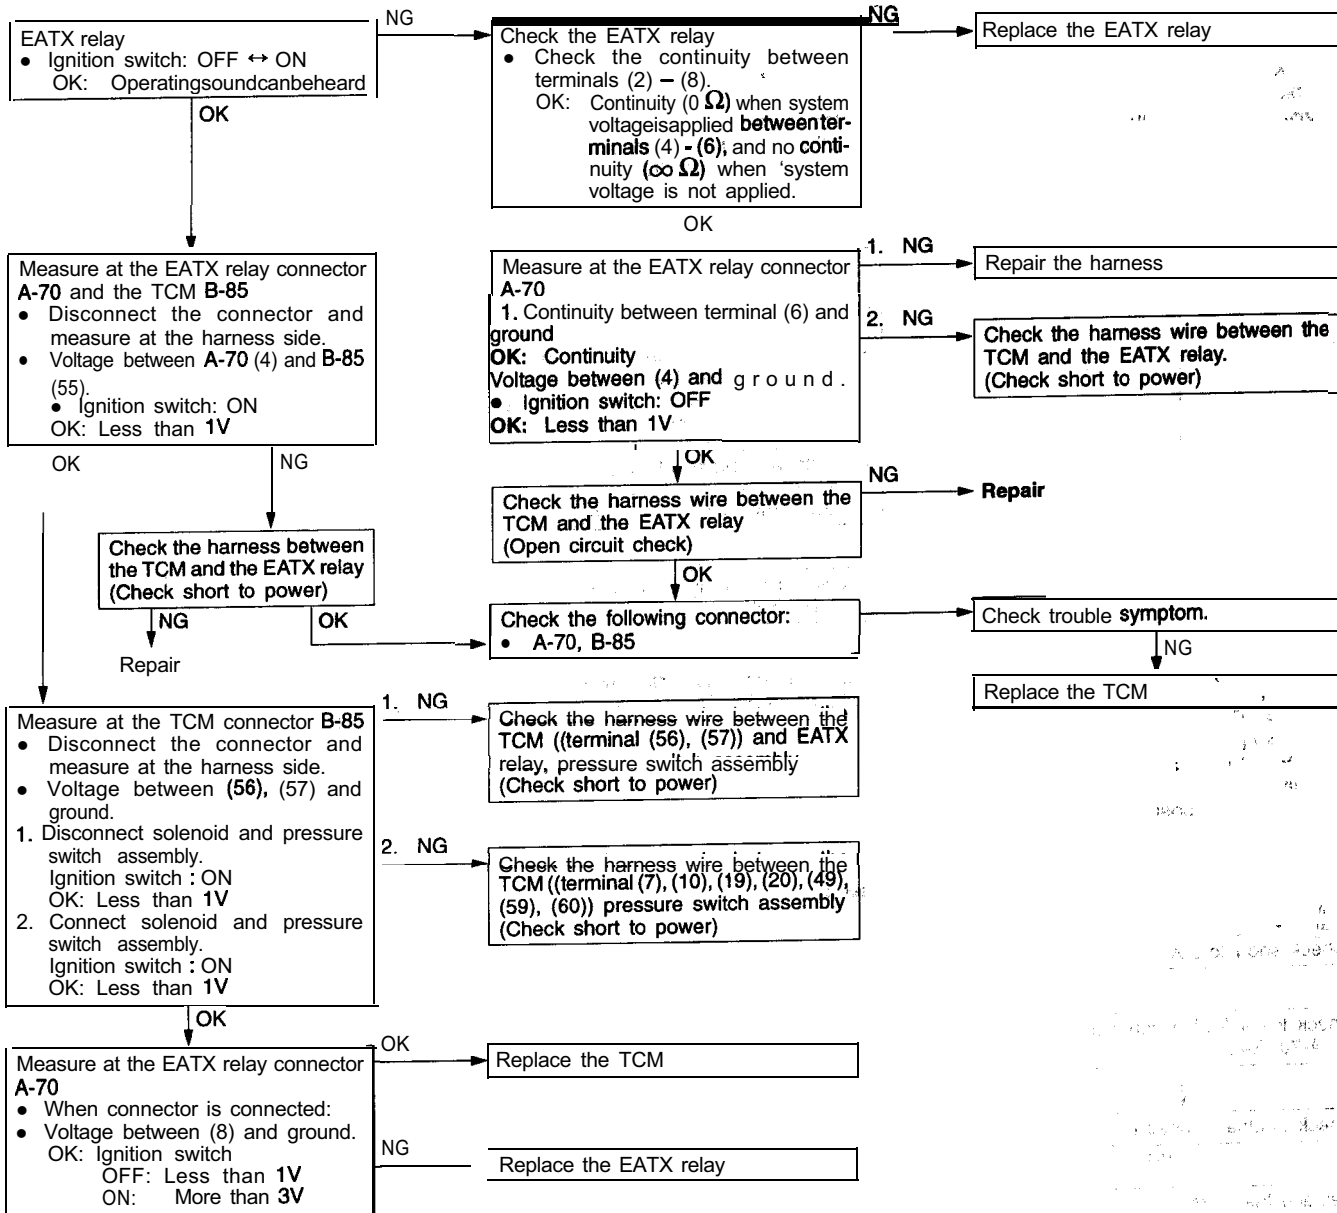 NG
EATX relay
● Ignition switch: OFF ↔ ON
OK: Operatingsoundcanbeheard
OK
Check the EATX relay
● Check the continuity between
terminals (2) – (8).
OK: Continuity (0 Ω) when system
voltageisapplied betweenter-
minals (4) - (6), and no conti-
nuity (∞ Ω) when 'system
voltage is not applied.
NG
Replace the EATX relay
OK
Measure at the EATX relay connector
A-70 and the TCM B-85
● Disconnect the connector and
measure at the harness side.
● Voltage between A-70 (4) and B-85
(55).
● Ignition switch: ON
OK: Less than 1V
Measure at the EATX relay connector
A-70
1. Continuity between terminal (6) and
ground
OK: Continuity
Voltage between (4) and ground.
● Ignition switch: OFF
OK: Less than 1V
1. NG
Repair the harness
2. NG
Check the harness wire between the
TCM and the EATX relay.
(Check short to power)
OK
NG
OK
Check the harness wire between the
TCM and the EATX relay
(Open circuit check)
NG
Repair
Check the harness between
the TCM and the EATX relay
(Check short to power)
OK
NG
OK
Repair
Check the following connector:
● A-70, B-85
Check trouble symptom.
NG
Replace the TCM
Measure at the TCM connector B-85
● Disconnect the connector and
measure at the harness side.
● Voltage between (56), (57) and
ground.
1. Disconnect solenoid and pressure
switch assembly.
Ignition switch : ON
OK: Less than 1V
2. Connect solenoid and pressure
switch assembly.
Ignition switch : ON
OK: Less than 1V
1. NG
Check the harness wire between the
TCM ((terminal (56), (57)) and EATX
relay, pressure switch assembly
(Check short to power)
2. NG
Check the harness wire between the
TCM ((terminal (7), (10), (19), (20), (49),
(59), (60)) pressure switch assembly
(Check short to power)
OK
Measure at the EATX relay connector
A-70
● When connector is connected:
● Voltage between (8) and ground.
OK: Ignition switch
OFF: Less than 1V
ON: More than 3V
OK
Replace the TCM
NG
Replace the EATX relay